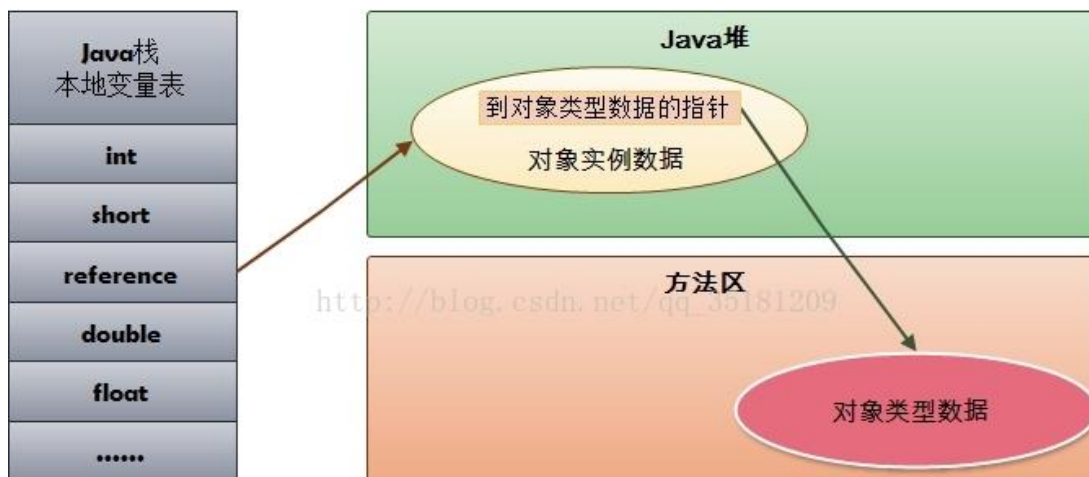 Java栈
本地变量表
int
short
reference
double
float
......
Java堆
到对象类型数据的指针
对象实例数据
方法区
http://blog.csdn.net/qq_35181209
对象类型数据